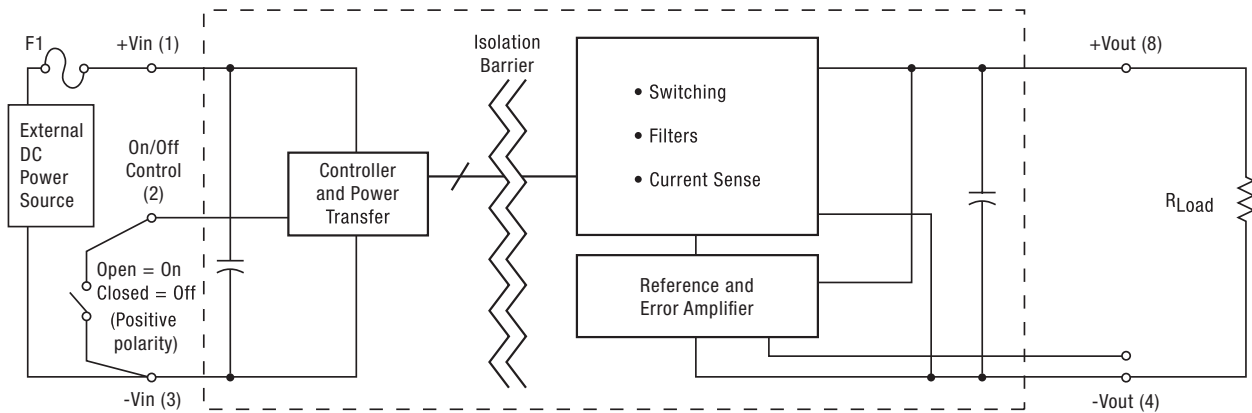 F1
+Vin (1)
External
DC
Power
Source
On/Off
Control
(2)
Open = On
Closed = Off
(Positive
polarity)
-Vin (3)
Controller
and Power
Transfer
Isolation
Barrier
• Switching
• Filters
• Current Sense
Reference and
Error Amplifier
+Vout (8)
RLoad
-Vout (4)